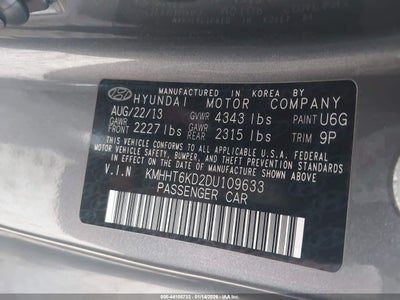 MANUFACTURED IN KOREA BY
HYUNDAI MOTOR COMPANY
AUG/22/13 GVWR 4343 lbs PAINT U6G
GAWR FRONT 2227 lbs GAWR REAR 2315 lbs TRIM 9P
THIS VEHICLE CONFORMS TO ALL APPLICABLE U.S.A. FEDERAL
MOTOR VEHICLE SAFETY, BUMPER, AND THEFT PREVENTION
STANDARDS IN EFFECT ON THE DATE OF MANUFACTURE SHOWN ABOVE.
V.I.N KMHHT6KD2DU109633
PASSENGER CAR